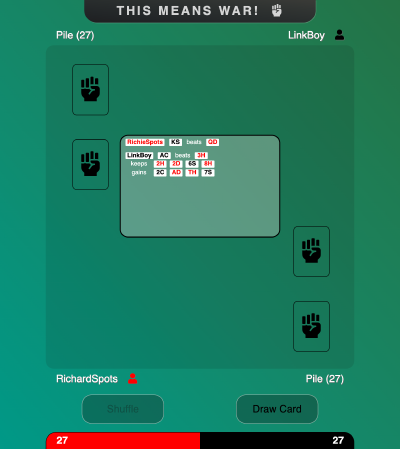 THIS MEANS WAR!
Pile (27) LinkBoy
RichieSpots KS beats QD
LinkBoy AC beats 3H
keeps 2H 2D 6S 8H
gains 2C AD TH 7S
RichardSpots Pile (27)
Shuffle Draw Card
27 27